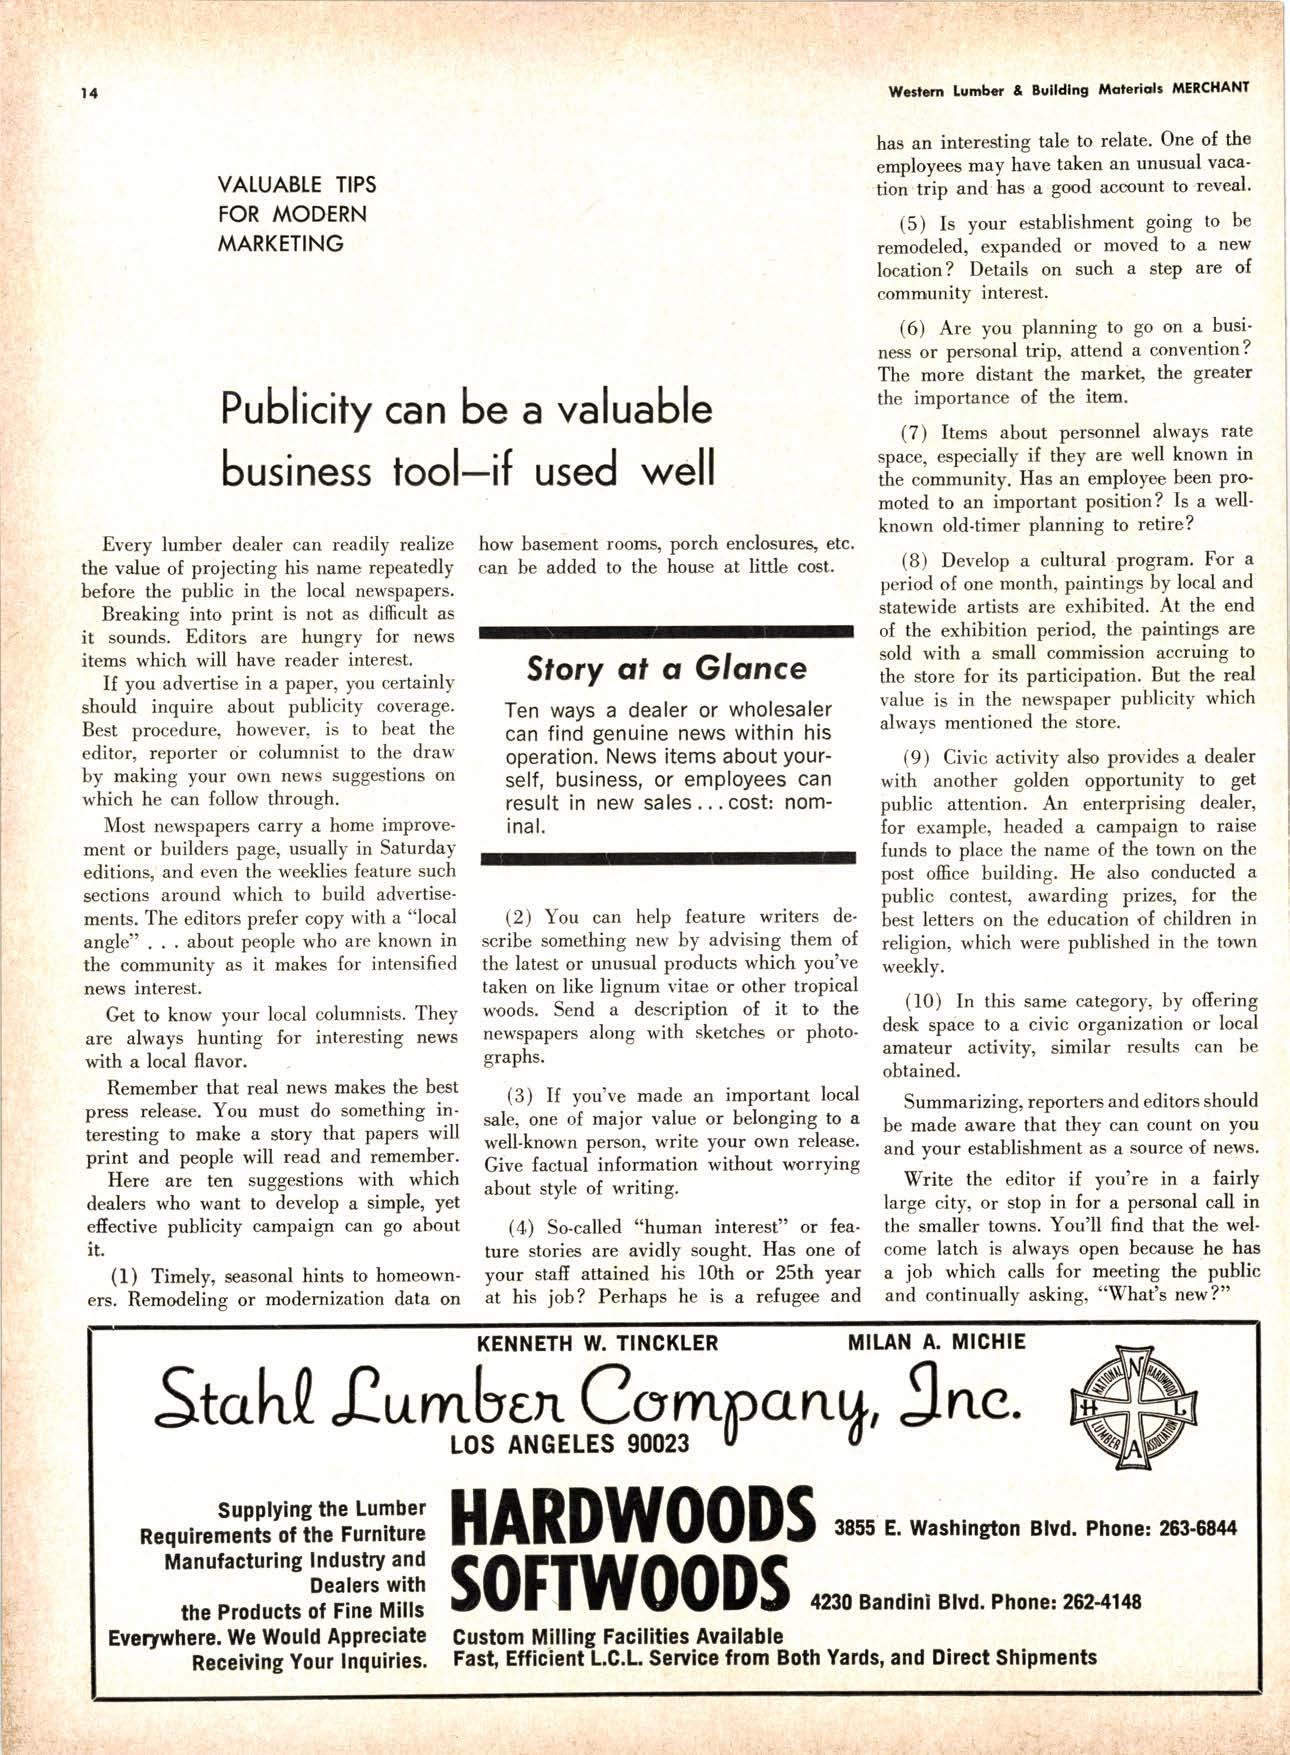 14
Western Lumber & Building Materials MERCHANT
VALUABLE TIPS
FOR MODERN
MARKETING
Publicity can be a valuable
business tool—if used well
Every lumber dealer can readily realize
the value of projecting his name repeatedly
before the public in the local newspapers.
Breaking into print is not as difficult as
it sounds. Editors are hungry for news
items which will have reader interest.
If you advertise in a paper, you certainly
should inquire about publicity coverage.
Best procedure, however, is to beat the
editor, reporter or columnist to the draw
by making your own news suggestions on
which he can follow through.
Most newspapers carry a home improve-
ment or builders page, usually in Saturday
editions, and even the weeklies feature such
sections around which to build advertise-
ments. The editors prefer copy with a "local
angle" . . . about people who are known in
the community as it makes for intensified
news interest.
Get to know your local columnists. They
are always hunting for interesting news
with a local flavor.
Remember that real news makes the best
press release. You must do something in-
teresting to make a story that papers will
print and people will read and remember.
Here are ten suggestions with which
dealers who want to develop a simple, yet
effective publicity campaign can go about
it.
(1) Timely, seasonal hints to homeown-
ers. Remodeling or modernization data on
how basement rooms, porch enclosures, etc.
can be added to the house at little cost.
Story at a Glance
Ten ways a dealer or wholesaler
can find genuine news within his
operation. News items about your-
self, business, or employees can
result in new sales . . . cost: nom-
inal.
(2) You can help feature writers de-
scribe something new by advising them of
the latest or unusual products which you've
taken on like lignum vitae or other tropical
woods. Send a description of it to the
newspapers along with sketches or photo-
graphs.
(3) If you've made an important local
sale, one of major value or belonging to a
well-known person, write your own release.
Give factual information without worrying
about style of writing.
(4) So-called "human interest" or fea-
ture stories are avidly sought. Has one of
your staff attained his 10th or 25th year
at his job? Perhaps he is a refugee and
has an interesting tale to relate. One of the
employees may have taken an unusual vaca-
tion trip and has a good account to reveal.
(5) Is your establishment going to be
remodeled, expanded or moved to a new
location? Details on such a step are of
community interest.
(6) Are you planning to go on a busi-
ness or personal trip, attend a convention?
The more distant the market, the greater
the importance of the item.
(7) Items about personnel always rate
space, especially if they are well known in
the community. Has an employee been pro-
moted to an important position? Is a well-
known old-timer planning to retire?
(8) Develop a cultural program. For a
period of one month, paintings by local and
statewide artists are exhibited. At the end
of the exhibition period, the paintings are
sold with a small commission accruing to
the store for its participation. But the real
value is in the newspaper publicity which
always mentioned the store.
(9) Civic activity also provides a dealer
with another golden opportunity to get
public attention. An enterprising dealer,
for example, headed a campaign to raise
funds to place the name of the town on the
post office building. He also conducted a
public contest, awarding prizes, for the
best letters on the education of children in
religion, which were published in the town
weekly.
(10) In this same category, by offering
desk space to a civic organization or local
amateur activity, similar results can be
obtained.
Summarizing, reporters and editors should
be made aware that they can count on you
and your establishment as a source of news.
Write the editor if you're in a fairly
large city, or stop in for a personal call in
the smaller towns. You'll find that the wel-
come latch is always open because he has
a job which calls for meeting the public
and continually asking, "What's new?"
KENNETH W. TINCKLER MILAN A. MICHIE
Stahl Lumber Company, Inc.
LOS ANGELES 90023
NATIONAL HARDWOOD
LUMBER ASSOCIATION
N H L A
Supplying the Lumber
Requirements of the Furniture
Manufacturing Industry and
Dealers with
the Products of Fine Mills
Everywhere. We Would Appreciate
Receiving Your Inquiries.
HARDWOODS 3855 E. Washington Blvd. Phone: 263-6844
SOFTWOODS 4230 Bandini Blvd. Phone: 262-4148
Custom Milling Facilities Available
Fast, Efficient L.C.L. Service from Both Yards, and Direct Shipments